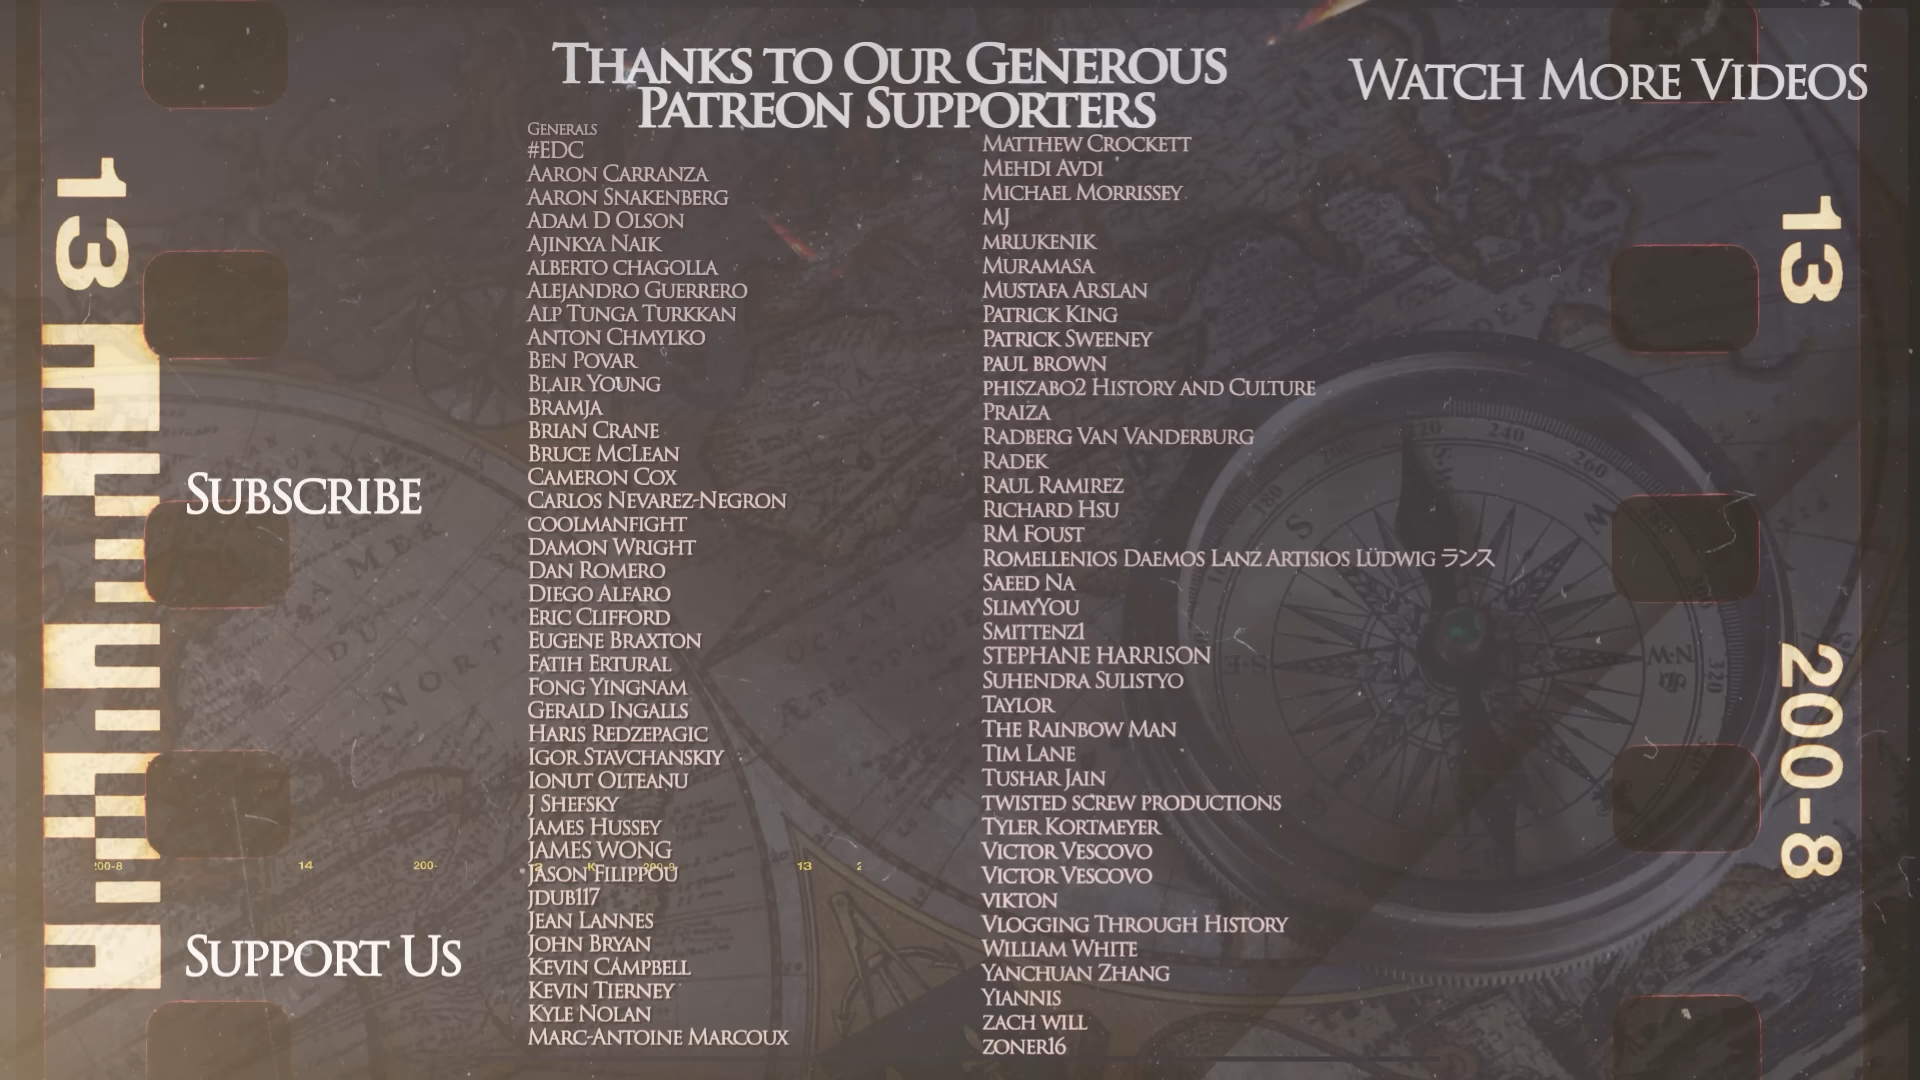 Thanks to Our Generous
Patreon Supporters
Watch More Videos
Generals
#EDC
Aaron Carranza
Aaron Snakenberg
Adam D Olson
Ajinkya Naik
alberto chagolla
Alejandro Guerrero
Alp Tunga Turkkan
Anton Chmylko
Ben Povar
Blair Young
Bramja
Brian Crane
Bruce McLean
Cameron Cox
Carlos Nevarez-Negron
coolmanfight
Damon Wright
Dan Romero
Diego Alfaro
Eric Clifford
Eugene Braxton
Fatih Ertural
Fong Yingnam
Gerald Ingalls
Haris Redzepagic
Igor Stavchanskiy
Ionut Olteanu
J Shefsky
James Hussey
James Wong
Jason Filippou
jdub117
Jean Lannes
John Bryan
Kevin Campbell
Kevin Tierney
Kyle Nolan
Marc-Antoine Marcoux
Matthew Crockett
Mehdi Avdi
Michael Morrissey
MJ
mrlukenik
Muramasa
Mustafa Arslan
Patrick King
Patrick Sweeney
paul brown
phiszabo2 History and Culture
Praiza
Radberg Van Vanderburg
Radek
Raul Ramirez
Richard Hsu
RM Foust
Romellenios Daemos Lanz Artisios Lüdwig ランス
Saeed Na
SlimyYou
Smittenz1
STEPHANE HARRISON
Suhendra Sulistyo
Taylor
The Rainbow Man
Tim Lane
Tushar Jain
twisted screw productions
Tyler Kortmeyer
Victor Vescovo
Victor Vescovo
vikton
Vlogging Through History
William White
Yanchuan Zhang
Yiannis
zach will
zoner16
Subscribe
Support Us
13
13
200-8
14
200-
13
S
W
220
240
260
180
320